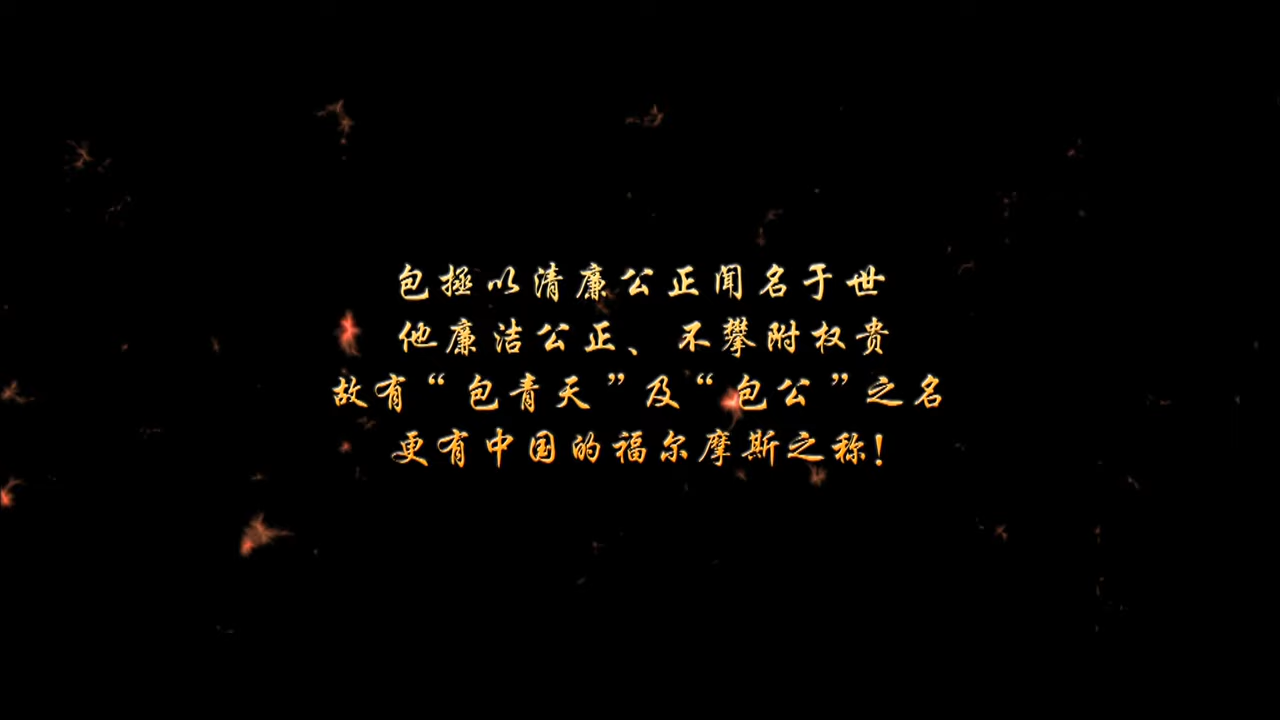 包拯以清廉公正闻名于世
他廉洁公正、不攀附权贵
故有“包青天”及“包公”之名
更有中国的福尔摩斯之称！